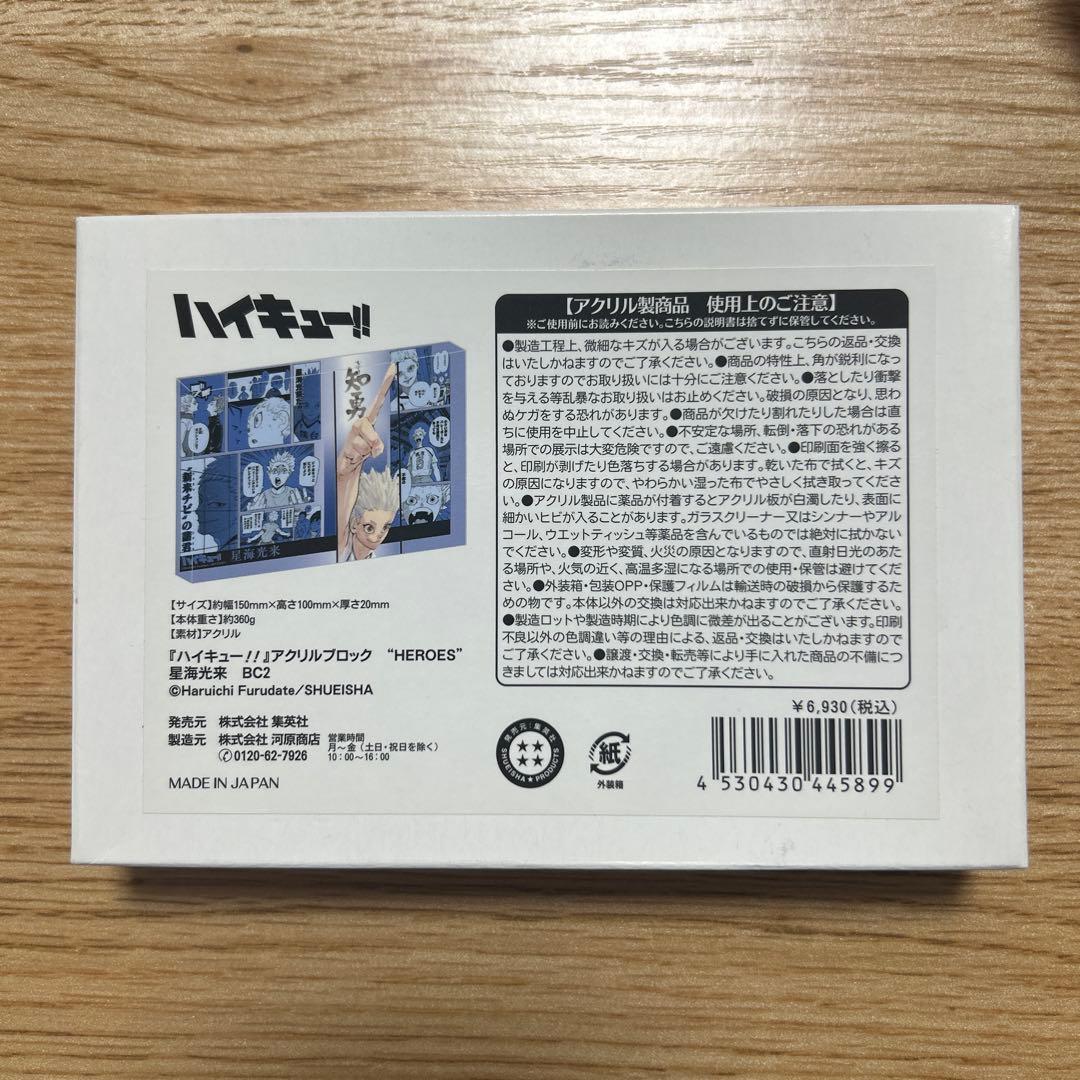 ハイキュー!!
知勇
"新来チビ"の畜君
ハイキュー!!
星海光来
【サイズ】約幅150mm×高さ100mm×厚さ20mm
【本体重さ】約360g
【素材】アクリル
『ハイキュー!!』アクリルブロック “HEROES”
星海光来 BC2
©Haruichi Furudate/SHUEISHA
発売元 株式会社 集英社
製造元 株式会社 河原商店
0120-62-7926
営業時間
月～金（土日・祝日を除く）
10：00～16：00
MADE IN JAPAN
【アクリル製商品 使用上のご注意】
※ご使用前にお読みください。こちらの説明書は捨てずに保管してください。
●製造工程上、微細なキズが入る場合がございます。こちらの返品・交換
はいたしかねますのでご了承ください。●商品の特性上、角が鋭利になっ
ておりますのでお取り扱いには十分にご注意ください。●落としたり衝撃
を与える等乱暴なお取り扱いはお止めください。破損の原因となり、思わ
ぬケガをする恐れがあります。●商品が欠けたり割れたりした場合は直
ちに使用を中止してください。●不安定な場所、転倒・落下の恐れがある
場所での展示は大変危険ですので、ご遠慮ください。●印刷面を強く擦る
と、印刷が剥げたり色落ちする場合があります。乾いた布で拭くと、キズ
の原因になりますので、やわらかい湿った布でやさしく拭き取ってください
。●アクリル製品に薬品が付着するとアクリル板が白濁したり、表面に
細かいヒビが入ることがあります。ガラスクリーナー又はシンナーやアル
コール、ウエットティッシュ等薬品を含んでいるものでは絶対に拭かない
でください。●変形や変質、火災の原因となりますので、直射日光のあた
る場所や、火気の近く、高温多湿になる場所での使用・保管は避けてくだ
さい。●外装箱・包装OPP・保護フィルムは輸送時の破損から保護するた
めの物です。本体以外の交換は対応出来かねますのでご了承ください。
●製造ロットや製造時期により色調に微差が出ることがございます。印刷
不良以外の色調違い等の理由による、返品・交換はいたしかねますので
ご了承ください。●譲渡・交換・転売等により手に入れた商品の不備につ
きましては対応出来かねますのでご了承ください。
￥6,930（税込）
発売元：集英社
SHUEISHA★PRODUCTS
紙
外装箱
4 530430 445899